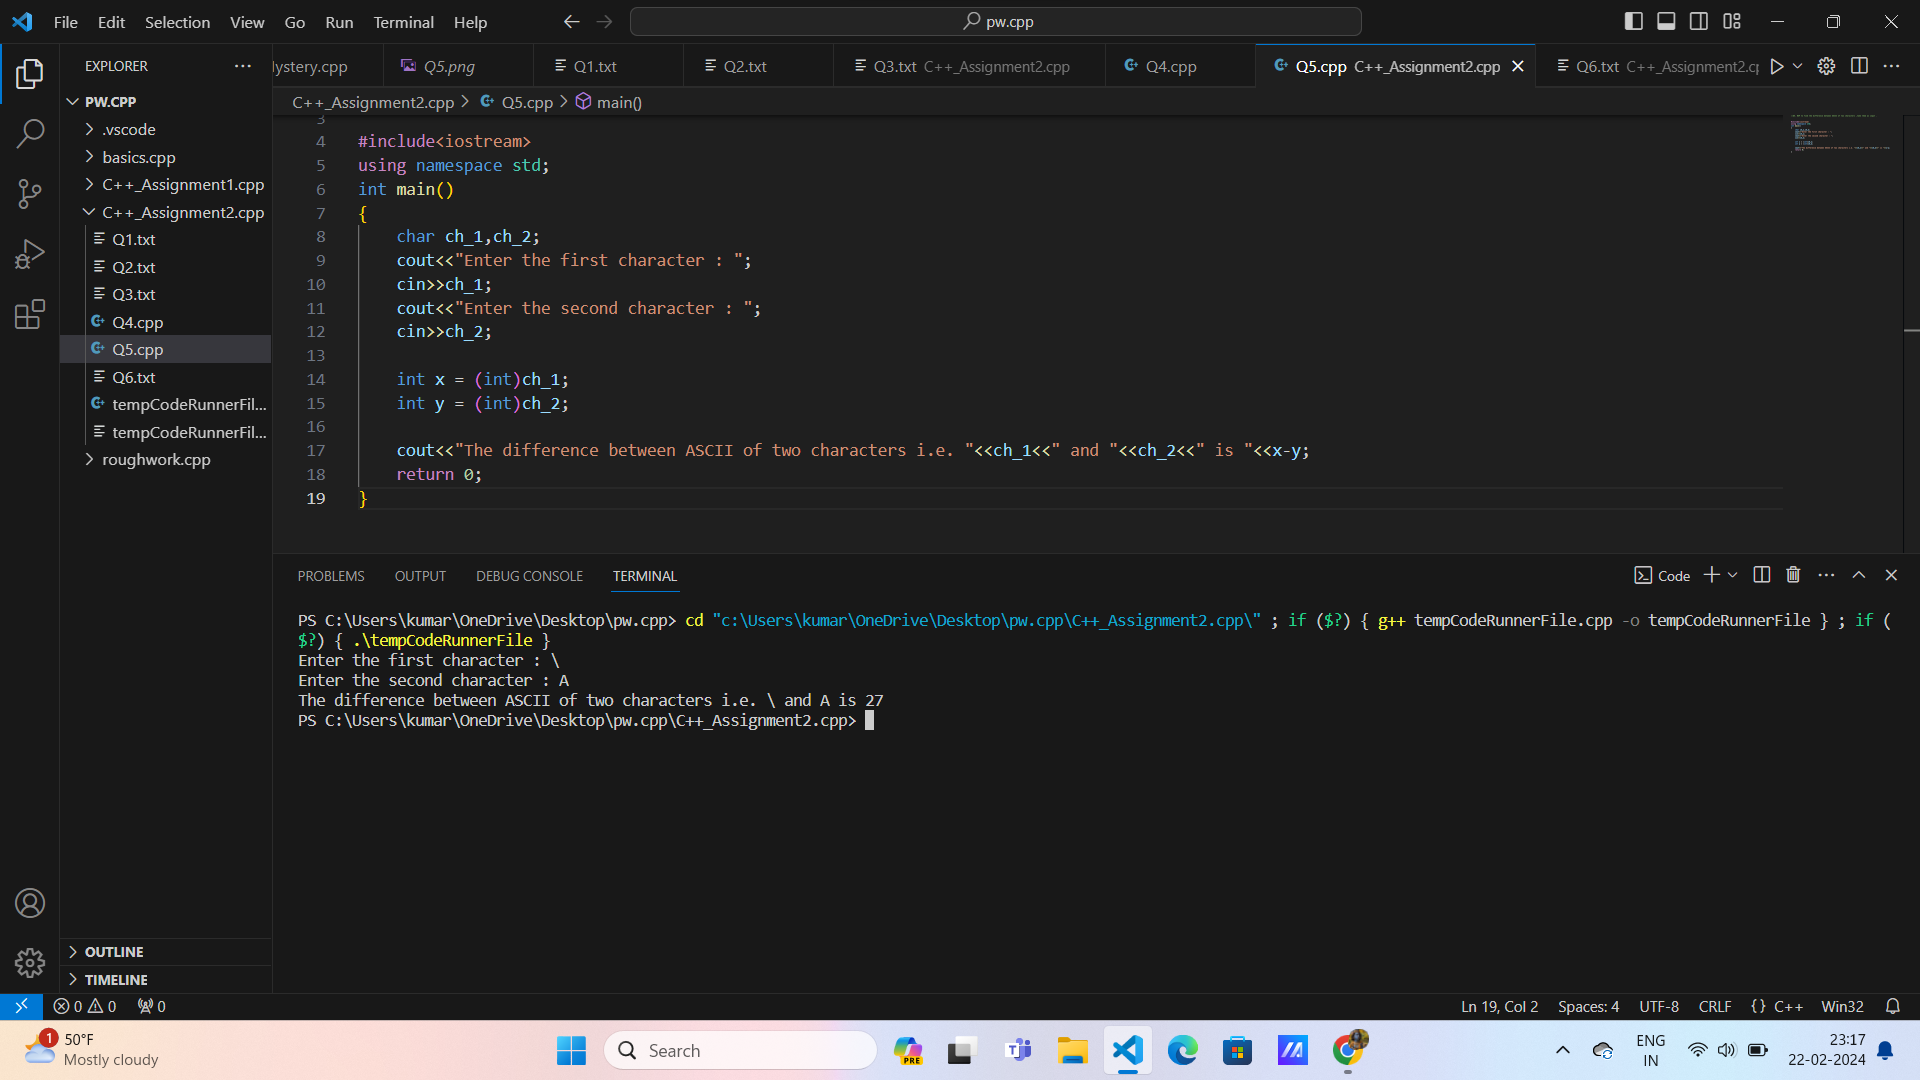 File Edit Selection View Go Run Terminal Help
pw.cpp
EXPLORER
ystery.cpp Q5.png Q1.txt Q2.txt Q3.txt C++_Assignment2.cpp Q4.cpp Q5.cpp C++_Assignment2.cpp Q6.txt C++_Assignment2.cp
C++_Assignment2.cpp > Q5.cpp > main()
PW.CPP
.vscode
basics.cpp
C++_Assignment1.cpp
C++_Assignment2.cpp
Q1.txt
Q2.txt
Q3.txt
Q4.cpp
Q5.cpp
Q6.txt
tempCodeRunnerFil...
tempCodeRunnerFil...
roughwork.cpp
OUTLINE
TIMELINE
3
4 #include<iostream>
5 using namespace std;
6 int main()
7 {
8 char ch_1,ch_2;
9 cout<<"Enter the first character : ";
10 cin>>ch_1;
11 cout<<"Enter the second character : ";
12 cin>>ch_2;
13
14 int x = (int)ch_1;
15 int y = (int)ch_2;
16
17 cout<<"The difference between ASCII of two characters i.e. "<<ch_1<<" and "<<ch_2<<" is "<<x-y;
18 return 0;
19 }
PROBLEMS OUTPUT DEBUG CONSOLE TERMINAL
Code
PS C:\Users\kumar\OneDrive\Desktop\pw.cpp> cd "c:\Users\kumar\OneDrive\Desktop\pw.cpp\C++_Assignment2.cpp\" ; if ($?) { g++ tempCodeRunnerFile.cpp -o tempCodeRunnerFile } ; if (
$?) { .\tempCodeRunnerFile }
Enter the first character : \
Enter the second character : A
The difference between ASCII of two characters i.e. \ and A is 27
PS C:\Users\kumar\OneDrive\Desktop\pw.cpp\C++_Assignment2.cpp>
0 0 0
Ln 19, Col 2 Spaces: 4 UTF-8 CRLF {} C++ Win32
1
50°F
Mostly cloudy
Search
PRE
ENG
IN
23:17
22-02-2024